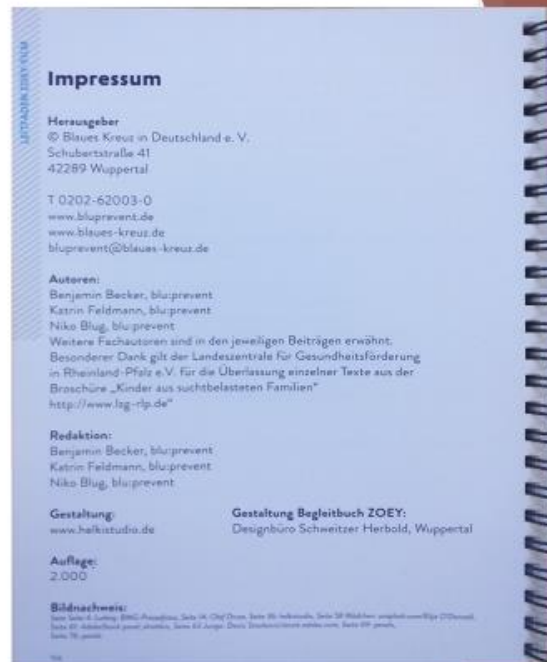 LEITFADEN ZOEY-FILM
Impressum
Herausgeber
© Blaues Kreuz in Deutschland e. V.
Schubertstraße 41
42289 Wuppertal
T 0202-62003-0
www.bluprevent.de
www.blaues-kreuz.de
bluprevent@blaues-kreuz.de
Autoren:
Benjamin Becker, blu:prevent
Katrin Feldmann, blu:prevent
Niko Blug, blu:prevent
Weitere Fachautoren sind in den jeweiligen Beiträgen erwähnt.
Besonderer Dank gilt der Landeszentrale für Gesundheitsförderung
in Rheinland-Pfalz e.V. für die Überlassung einzelner Texte aus der
Broschüre „Kinder aus suchtbelasteten Familien“
http://www.lzg-rlp.de“
Redaktion:
Benjamin Becker, blu:prevent
Katrin Feldmann, blu:prevent
Niko Blug, blu:prevent
Gestaltung: Gestaltung Begleitbuch ZOEY:
www.helkistudio.de Designbüro Schweitzer Herbold, Wuppertal
Auflage:
2.000
Bildnachweis: